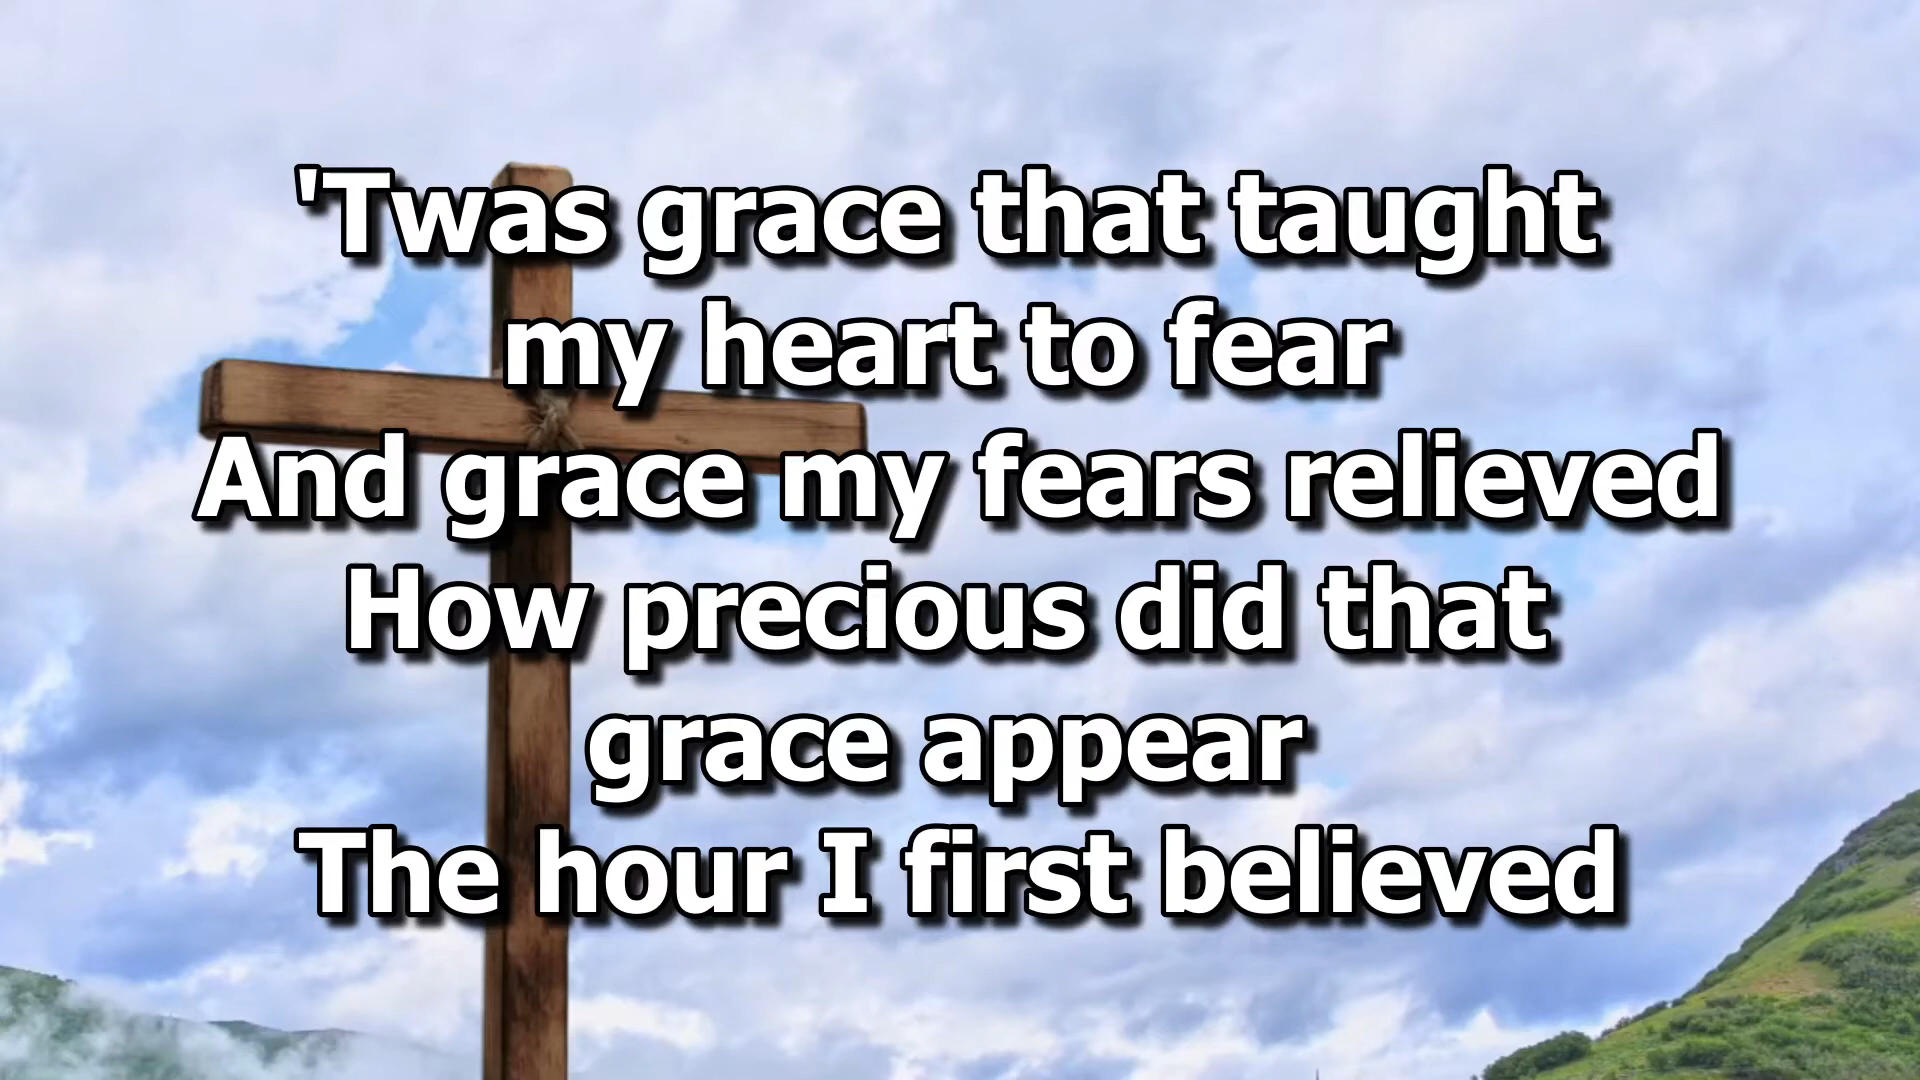 'Twas grace that taught
my heart to fear
And grace my fears relieved
How precious did that
grace appear
The hour I first believed